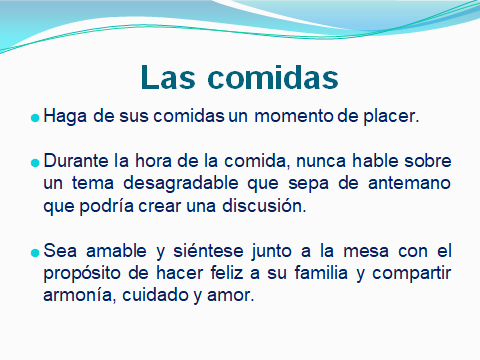 Las comidas
Haga de sus comidas un momento de placer.
Durante la hora de la comida, nunca hable sobre
un tema desagradable que sepa de antemano
que podría crear una discusión.
Sea amable y siéntese junto a la mesa con el
propósito de hacer feliz a su familia y compartir
armonía, cuidado y amor.